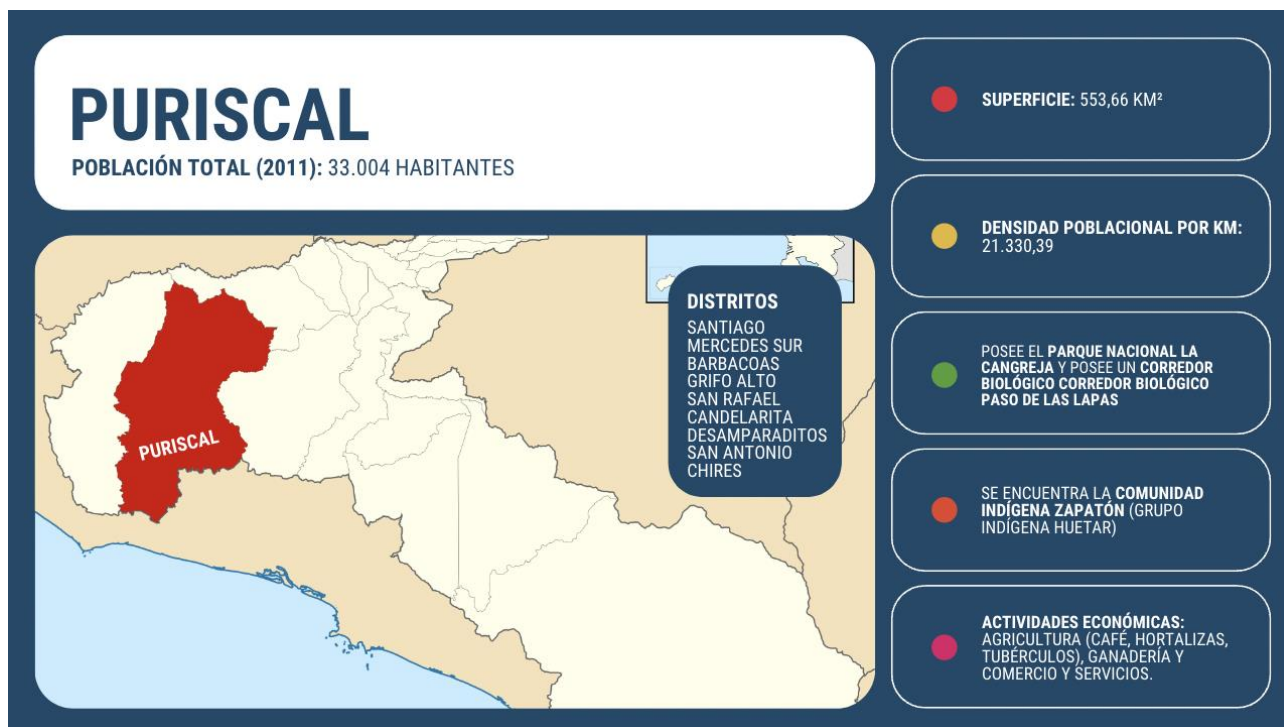 PURISCAL
POBLACIÓN TOTAL (2011): 33.004 HABITANTES
PURISCAL
DISTRITOS
SANTIAGO
MERCEDES SUR
BARBACOAS
GRIFO ALTO
SAN RAFAEL
CANDELARITA
DESAMPARADITOS
SAN ANTONIO
CHIRES
SUPERFICIE: 553,66 KM²
DENSIDAD POBLACIONAL POR KM:
21.330,39
POSEE EL PARQUE NACIONAL LA
CANGREJA Y POSEE UN CORREDOR
BIOLÓGICO CORREDOR BIOLÓGICO
PASO DE LAS LAPAS
SE ENCUENTRA LA COMUNIDAD
INDÍGENA ZAPATÓN (GRUPO
INDÍGENA HUETAR)
ACTIVIDADES ECONÓMICAS:
AGRICULTURA (CAFÉ, HORTALIZAS,
TUBÉRCULOS), GANADERÍA Y
COMERCIO Y SERVICIOS.